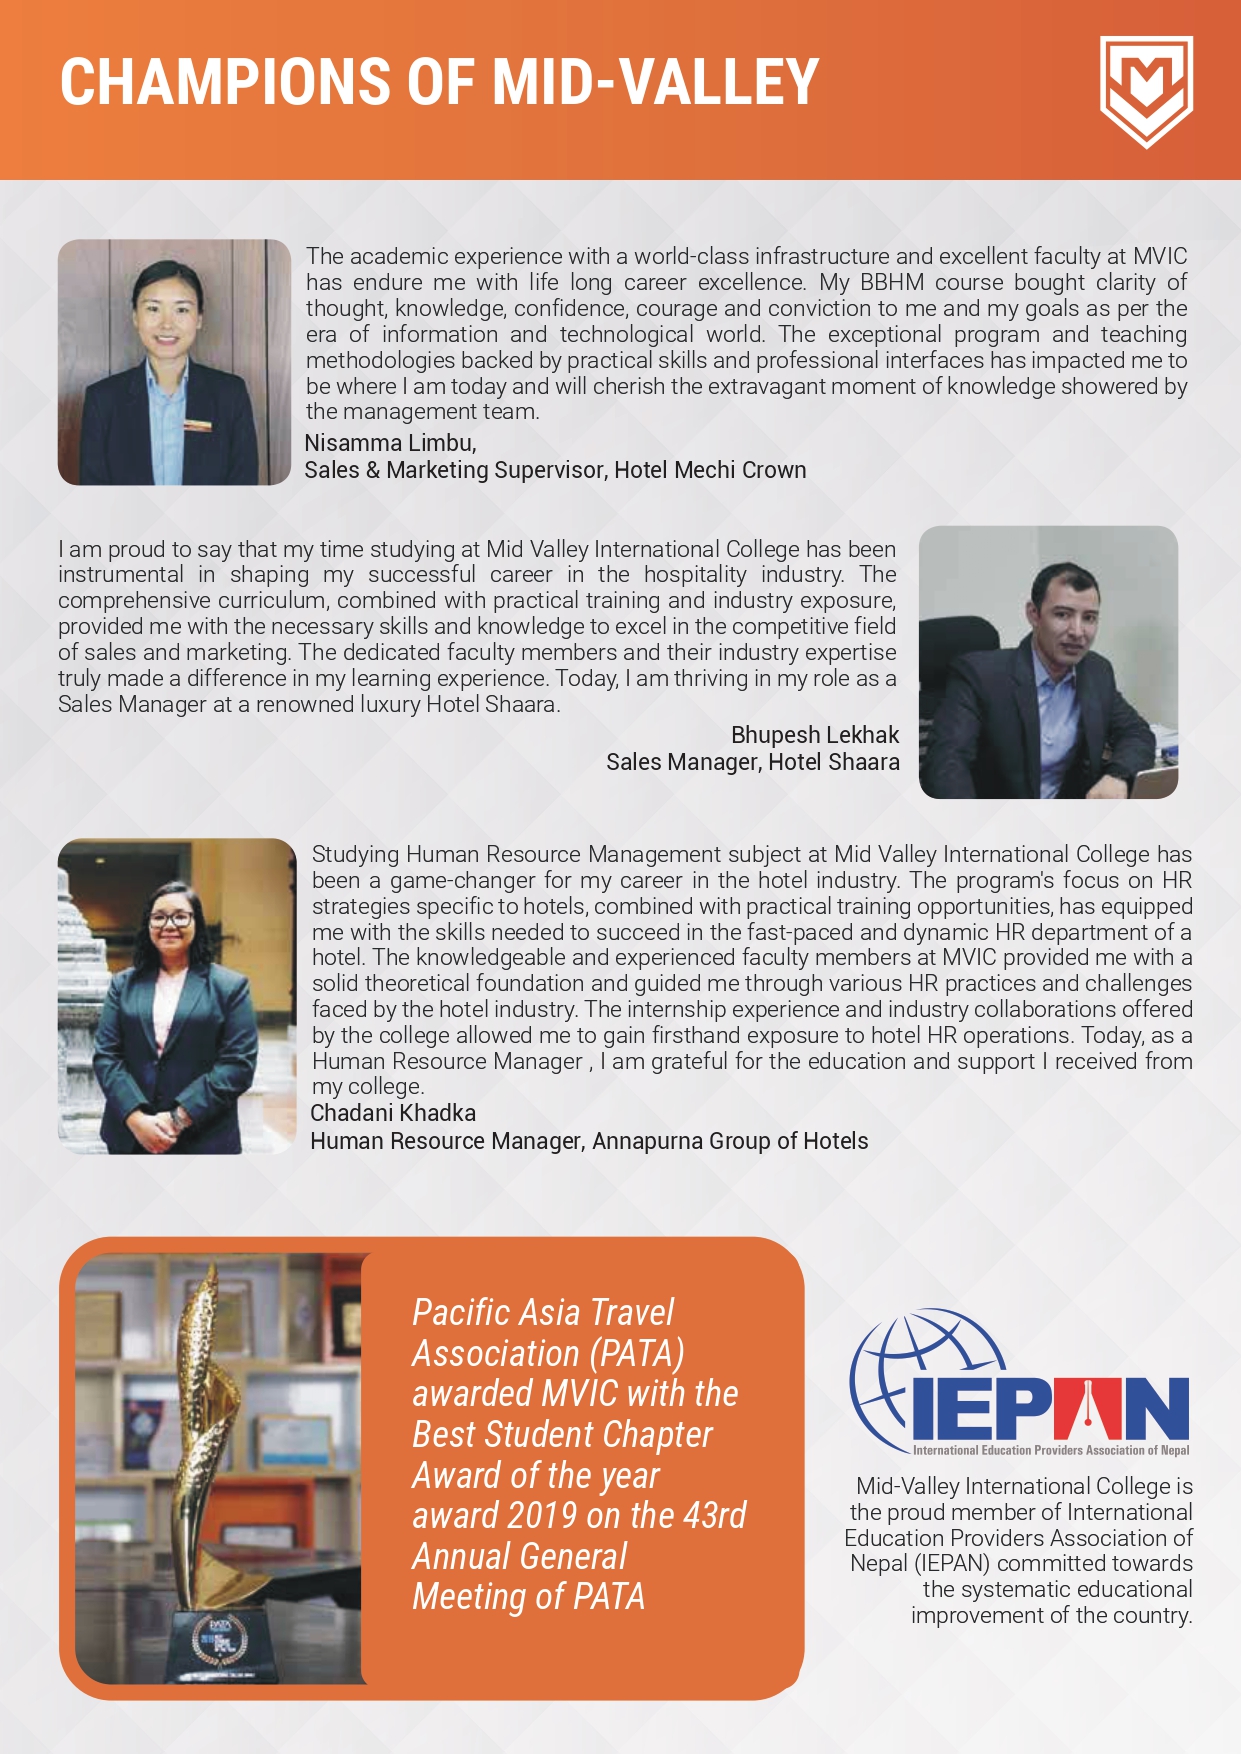 CHAMPIONS OF MID-VALLEY
The academic experience with a world-class infrastructure and excellent faculty at MVIC
has endure me with life long career excellence. My BBHM course bought clarity of
thought, knowledge, confidence, courage and conviction to me and my goals as per the
era of information and technological world. The exceptional program and teaching
methodologies backed by practical skills and professional interfaces has impacted me to
be where I am today and will cherish the extravagant moment of knowledge showered by
the management team.
Nisamma Limbu,
Sales & Marketing Supervisor, Hotel Mechi Crown
I am proud to say that my time studying at Mid Valley International College has been
instrumental in shaping my successful career in the hospitality industry. The
comprehensive curriculum, combined with practical training and industry exposure,
provided me with the necessary skills and knowledge to excel in the competitive field
of sales and marketing. The dedicated faculty members and their industry expertise
truly made a difference in my learning experience. Today, I am thriving in my role as a
Sales Manager at a renowned luxury Hotel Shaara.
Bhupesh Lekhak
Sales Manager, Hotel Shaara
Studying Human Resource Management subject at Mid Valley International College has
been a game-changer for my career in the hotel industry. The program's focus on HR
strategies specific to hotels, combined with practical training opportunities, has equipped
me with the skills needed to succeed in the fast-paced and dynamic HR department of a
hotel. The knowledgeable and experienced faculty members at MVIC provided me with a
solid theoretical foundation and guided me through various HR practices and challenges
faced by the hotel industry. The internship experience and industry collaborations offered
by the college allowed me to gain firsthand exposure to hotel HR operations. Today, as a
Human Resource Manager , I am grateful for the education and support I received from
my college.
Chadani Khadka
Human Resource Manager, Annapurna Group of Hotels
Pacific Asia Travel
Association (PATA)
awarded MVIC with the
Best Student Chapter
Award of the year
award 2019 on the 43rd
Annual General
Meeting of PATA
PATA
IEPAN
International Education Providers Association of Nepal
Mid-Valley International College is
the proud member of International
Education Providers Association of
Nepal (IEPAN) committed towards
the systematic educational
improvement of the country.